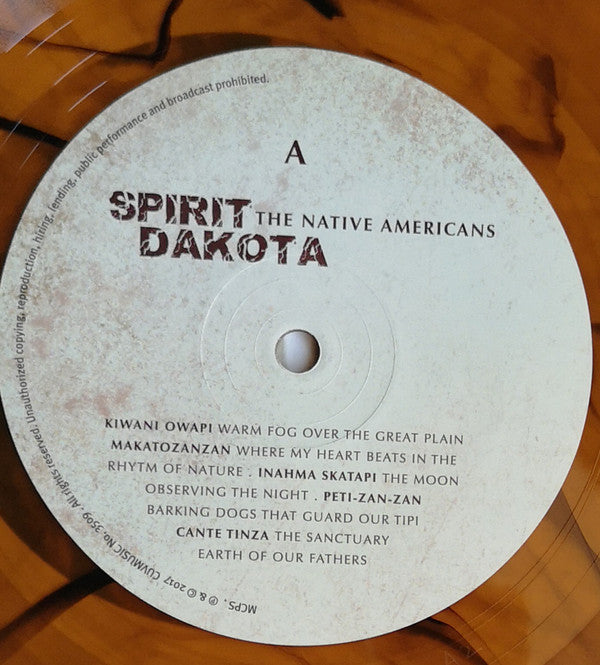 A
SPIRIT THE NATIVE AMERICANS
DAKOTA
KIWANI OWAPI WARM FOG OVER THE GREAT PLAIN
MAKATOZANZAN WHERE MY HEART BEATS IN THE
RHYTM OF NATURE . INAHMA SKATAPI THE MOON
OBSERVING THE NIGHT . PETI-ZAN-ZAN
BARKING DOGS THAT GUARD OUR TIPI
CANTE TINZA THE SANCTUARY
EARTH OF OUR FATHERS
MCPS . ℗ & © 2017 CUVMUSIC No. 3509. All rights reserved: Unauthorized copying, reproduction, hiring, lending, public performance and broadcast prohibited.